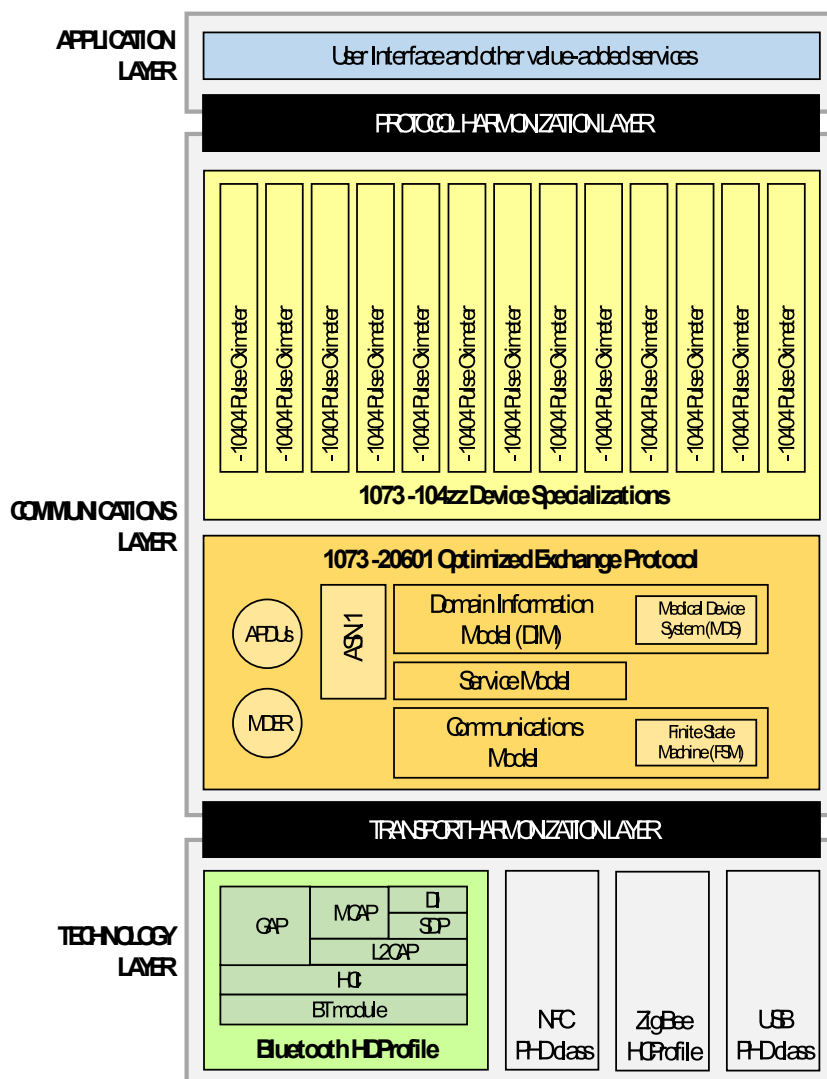 APPLICATION
LAYER
User Interface and other value-added services
PROTOCOL HARMONIZATION LAYER
COMMUNICATIONS
LAYER
-10404 Pulse Oximeter
-10404 Pulse Oximeter
-10404 Pulse Oximeter
-10404 Pulse Oximeter
-10404 Pulse Oximeter
-10404 Pulse Oximeter
-10404 Pulse Oximeter
-10404 Pulse Oximeter
-10404 Pulse Oximeter
-10404 Pulse Oximeter
-10404 Pulse Oximeter
-10404 Pulse Oximeter
-10404 Pulse Oximeter
1073 -104zz Device Specializations
1073 -20601 Optimized Exchange Protocol
APDUs
MDER
ASN.1
Domain Information
Model (DIM)
Medical Device
System (MDS)
Service Model
Communications
Model
Finite State
Machine (FSM)
TRANSPORT HARMONIZATION LAYER
TECHNOLOGY
LAYER
GAP
MCAP
DI
SDP
L2CAP
HCI
BT module
Bluetooth HDProfile
NFC
PHD class
ZigBee
HCProfile
USB
PHD class